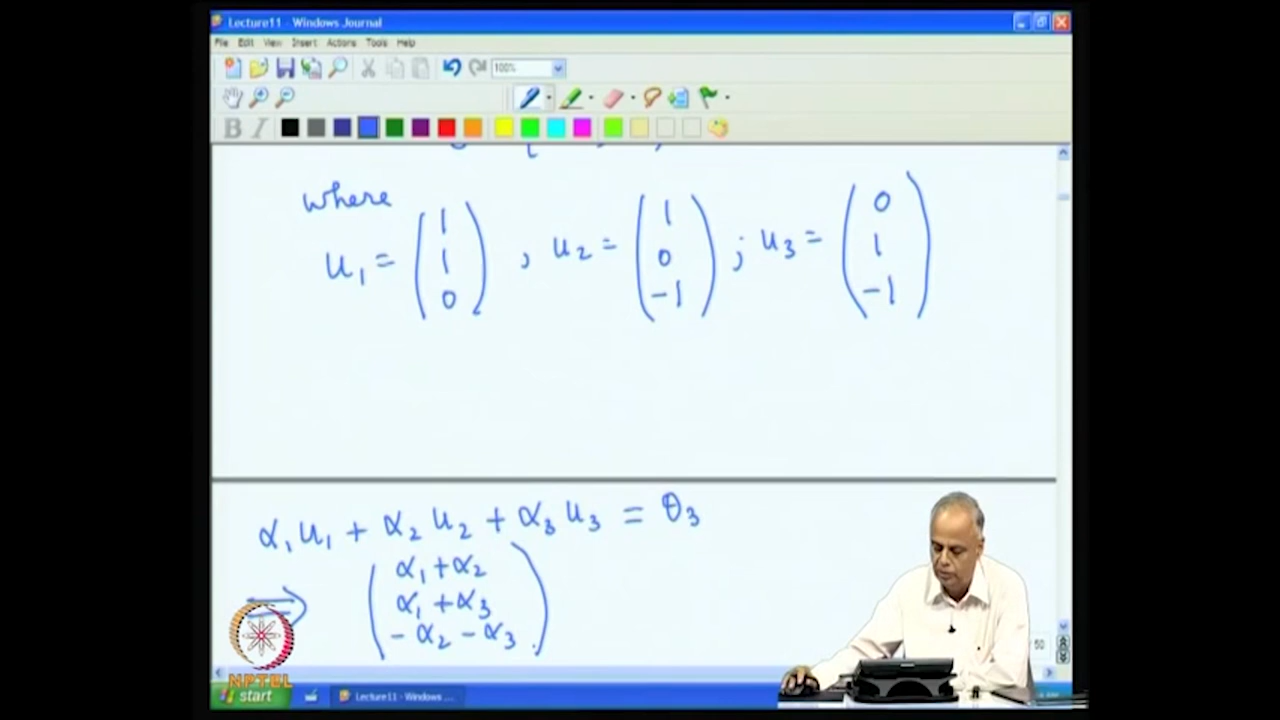 Lecture11 - Windows Journal
File Edit View Insert Actions Tools Help
100%
B I
where
u₁ = (1 1 0) , u₂ = (1 0 -1) ; u₃ = (0 1 -1)
α₁u₁ + α₂u₂ + α₃u₃ = θ₃
⟹ (α₁+α₂
α₁+α₃
-α₂-α₃)
50
NPTEL
start Lecture11 - Windows ...